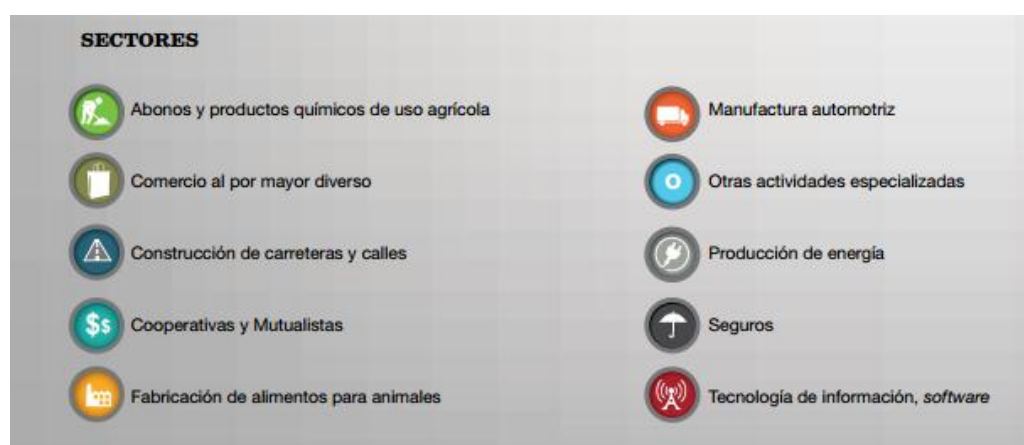 SECTORES
Abonos y productos químicos de uso agrícola
Comercio al por mayor diverso
Construcción de carreteras y calles
$s
Cooperativas y Mutualistas
Fabricación de alimentos para animales
Manufactura automotriz
O
Otras actividades especializadas
Producción de energía
Seguros
Tecnología de información, software